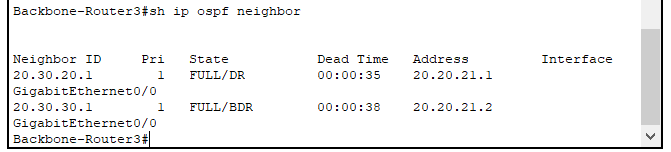 Backbone-Router3#sh ip ospf neighbor
Neighbor ID Pri State Dead Time Address Interface
20.30.20.1 1 FULL/DR 00:00:35 20.20.21.1
GigabitEthernet0/0
20.30.30.1 1 FULL/BDR 00:00:38 20.20.21.2
GigabitEthernet0/0
Backbone-Router3#